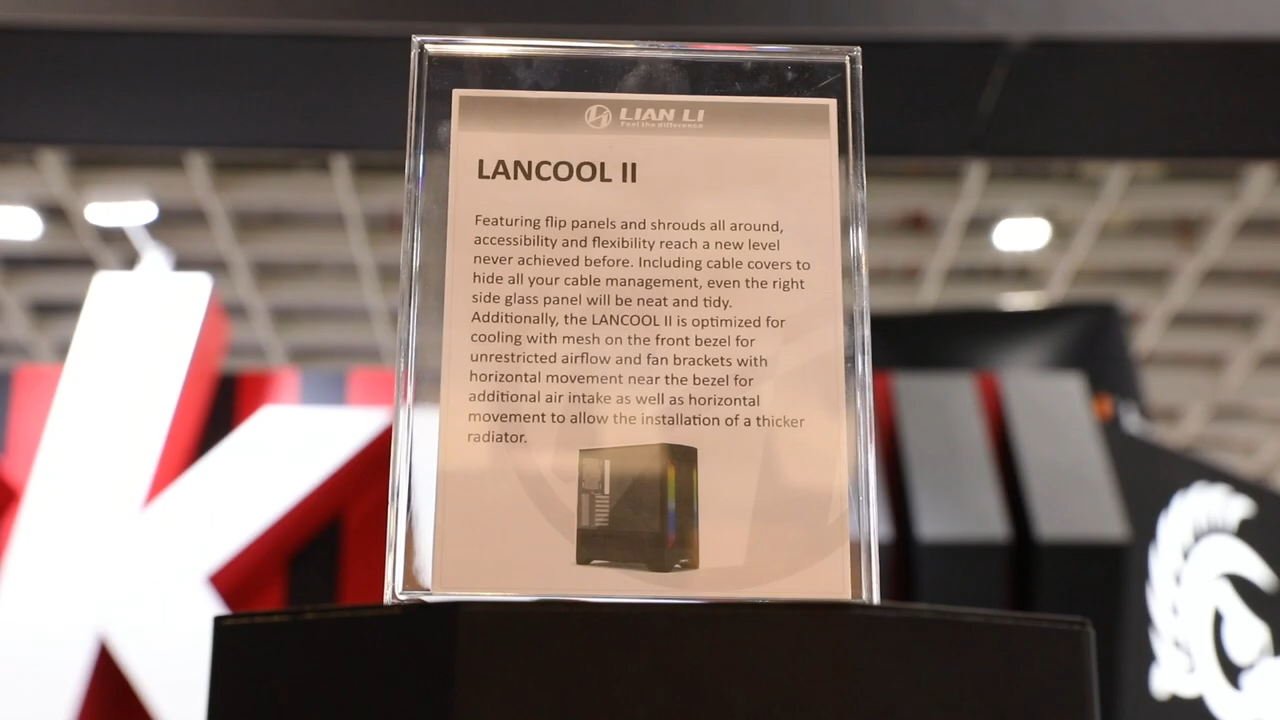 LIAN LI
Feel the difference
LANCOOL II
Featuring flip panels and shrouds all around,
accessibility and flexibility reach a new level
never achieved before. Including cable covers to
hide all your cable management, even the right
side glass panel will be neat and tidy.
Additionally, the LANCOOL II is optimized for
cooling with mesh on the front bezel for
unrestricted airflow and fan brackets with
horizontal movement near the bezel for
additional air intake as well as horizontal
movement to allow the installation of a thicker
radiator.
K